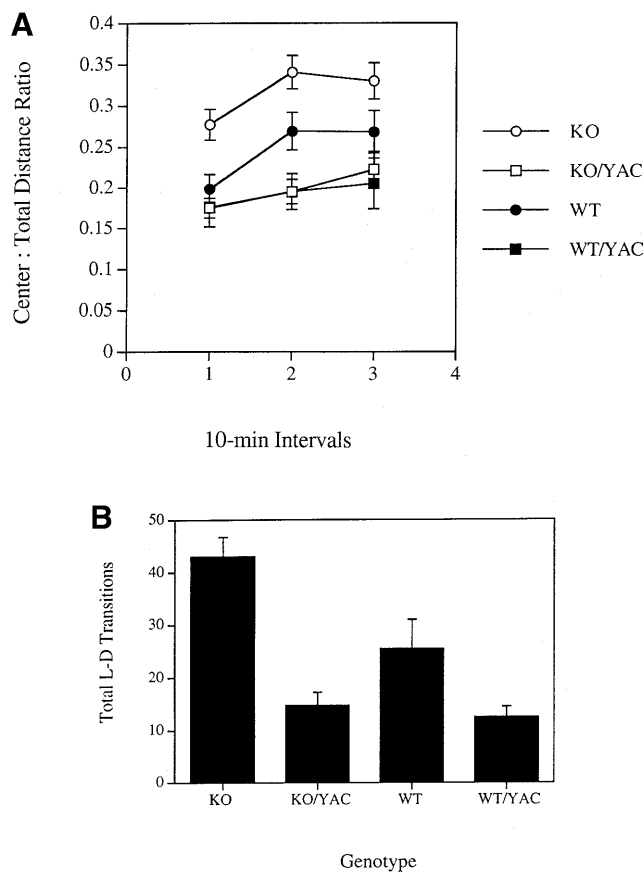 A
0.4
0.35
0.3
0.25
0.2
0.15
0.1
0.05
0
Center : Total Distance Ratio
0 1 2 3 4
10-min Intervals
KO
KO/YAC
WT
WT/YAC
B
50
40
30
20
10
0
Total L-D Transitions
KO KO/YAC WT WT/YAC
Genotype